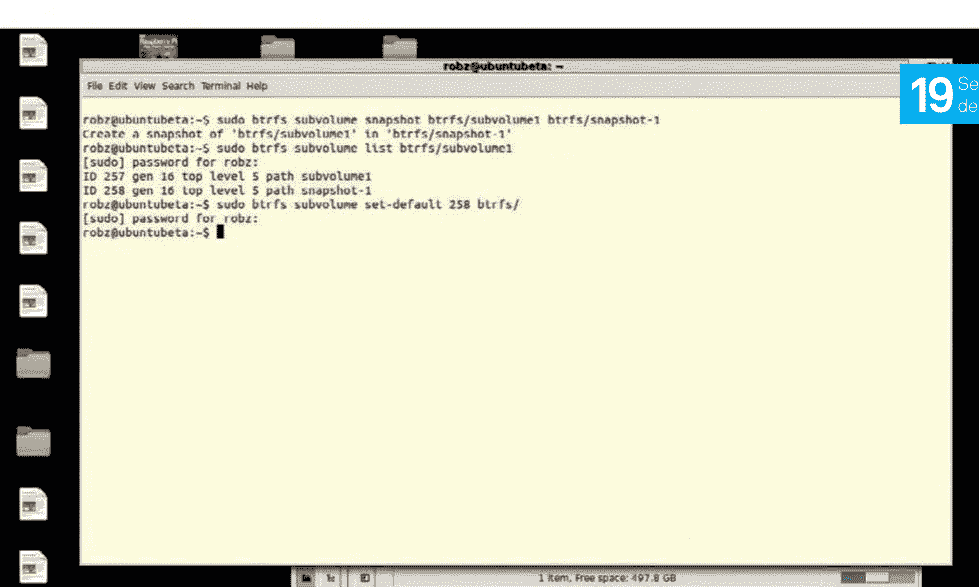 robz@ubuntubeta: ~
File Edit View Search Terminal Help
19 Se
de
robz@ubuntubeta:~$ sudo btrfs subvolume snapshot btrfs/subvolume1 btrfs/snapshot-1
Create a snapshot of 'btrfs/subvolume1' in 'btrfs/snapshot-1'
robz@ubuntubeta:~$ sudo btrfs subvolume list btrfs/subvolume1
[sudo] password for robz:
ID 257 gen 16 top level 5 path subvolume1
ID 258 gen 16 top level 5 path snapshot-1
robz@ubuntubeta:~$ sudo btrfs subvolume set-default 258 btrfs/
[sudo] password for robz:
robz@ubuntubeta:~$
1 item, Free space: 497.8 GB